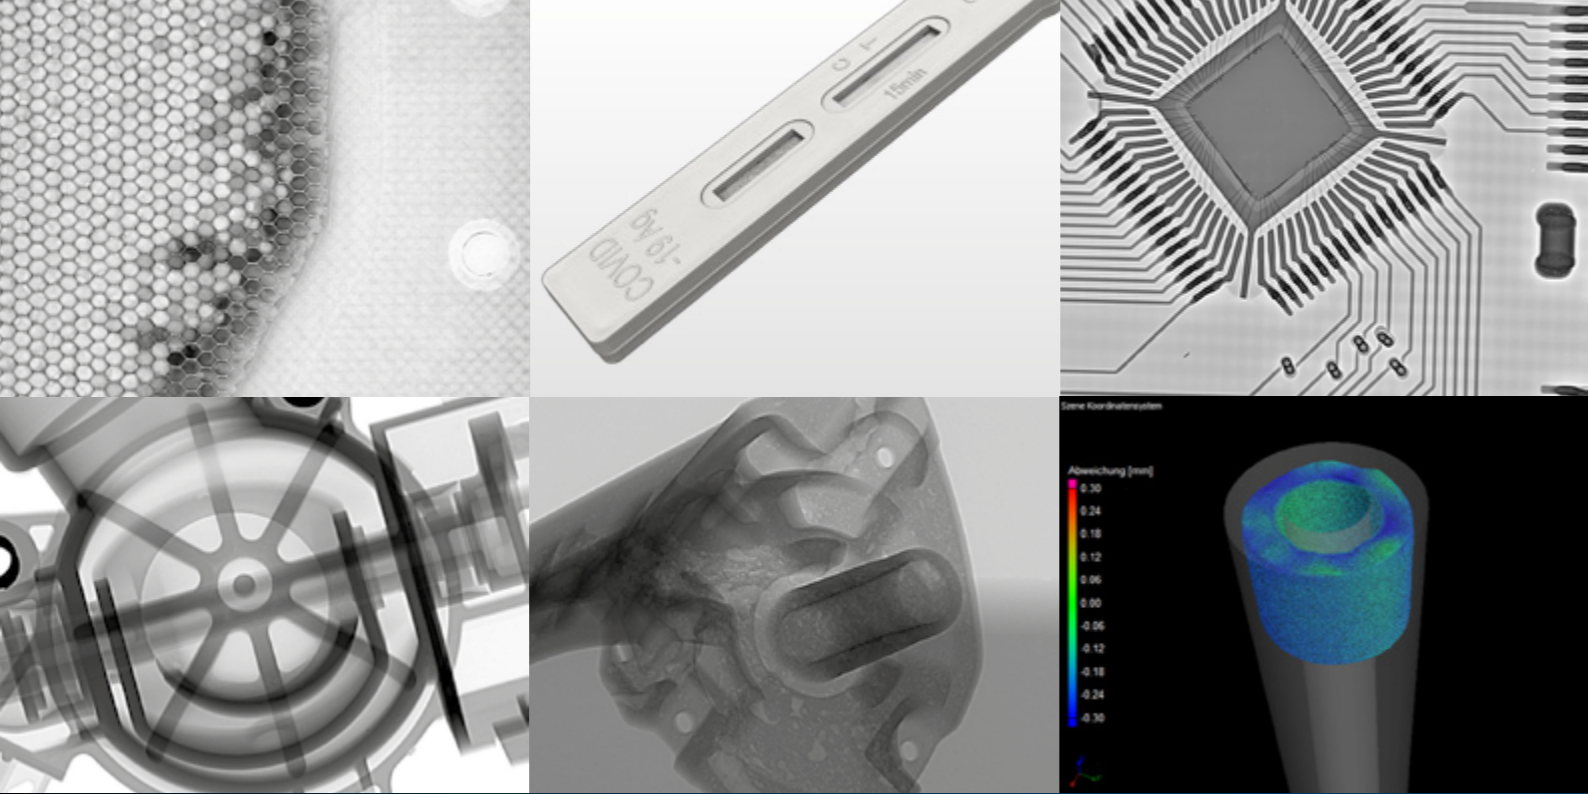 C T
15min
COVID
-19 Ag
Szene Koordinatensystem
Abweichung [mm]
0.30
0.24
0.18
0.12
0.06
0.00
-0.06
-0.12
-0.18
-0.24
-0.30